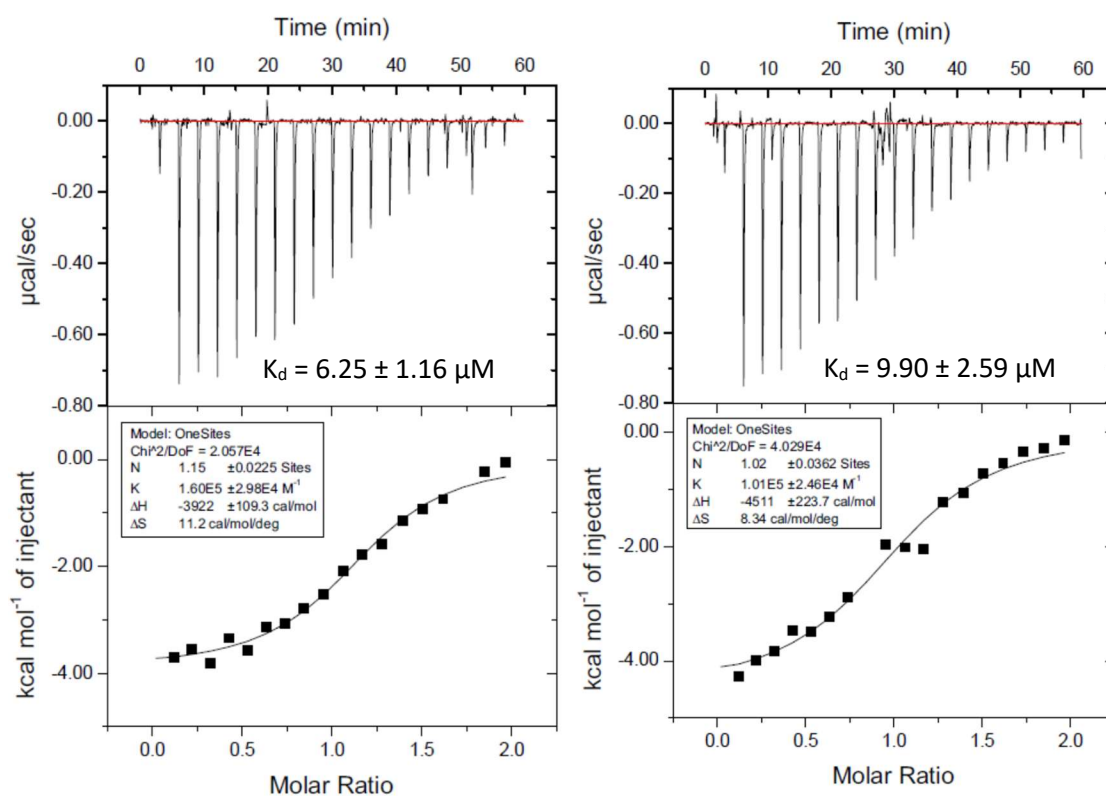 Time (min)
0 10 20 30 40 50 60
0.00
-0.20
-0.40
-0.60
-0.80
µcal/sec
K_d = 6.25 ± 1.16 µM
Model: OneSites
Chi^2/DoF = 2.057E4
N 1.15 ±0.0225 Sites
K 1.60E5 ±2.98E4 M⁻¹
ΔH -3922 ±109.3 cal/mol
ΔS 11.2 cal/mol/deg
0.00
-2.00
-4.00
kcal mol⁻¹ of injectant
0.0 0.5 1.0 1.5 2.0
Molar Ratio
Time (min)
0 10 20 30 40 50 60
0.00
-0.20
-0.40
-0.60
-0.80
µcal/sec
K_d = 9.90 ± 2.59 µM
Model: OneSites
Chi^2/DoF = 4.029E4
N 1.02 ±0.0362 Sites
K 1.01E5 ±2.46E4 M⁻¹
ΔH -4511 ±223.7 cal/mol
ΔS 8.34 cal/mol/deg
0.00
-2.00
-4.00
kcal mol⁻¹ of injectant
0.0 0.5 1.0 1.5 2.0
Molar Ratio